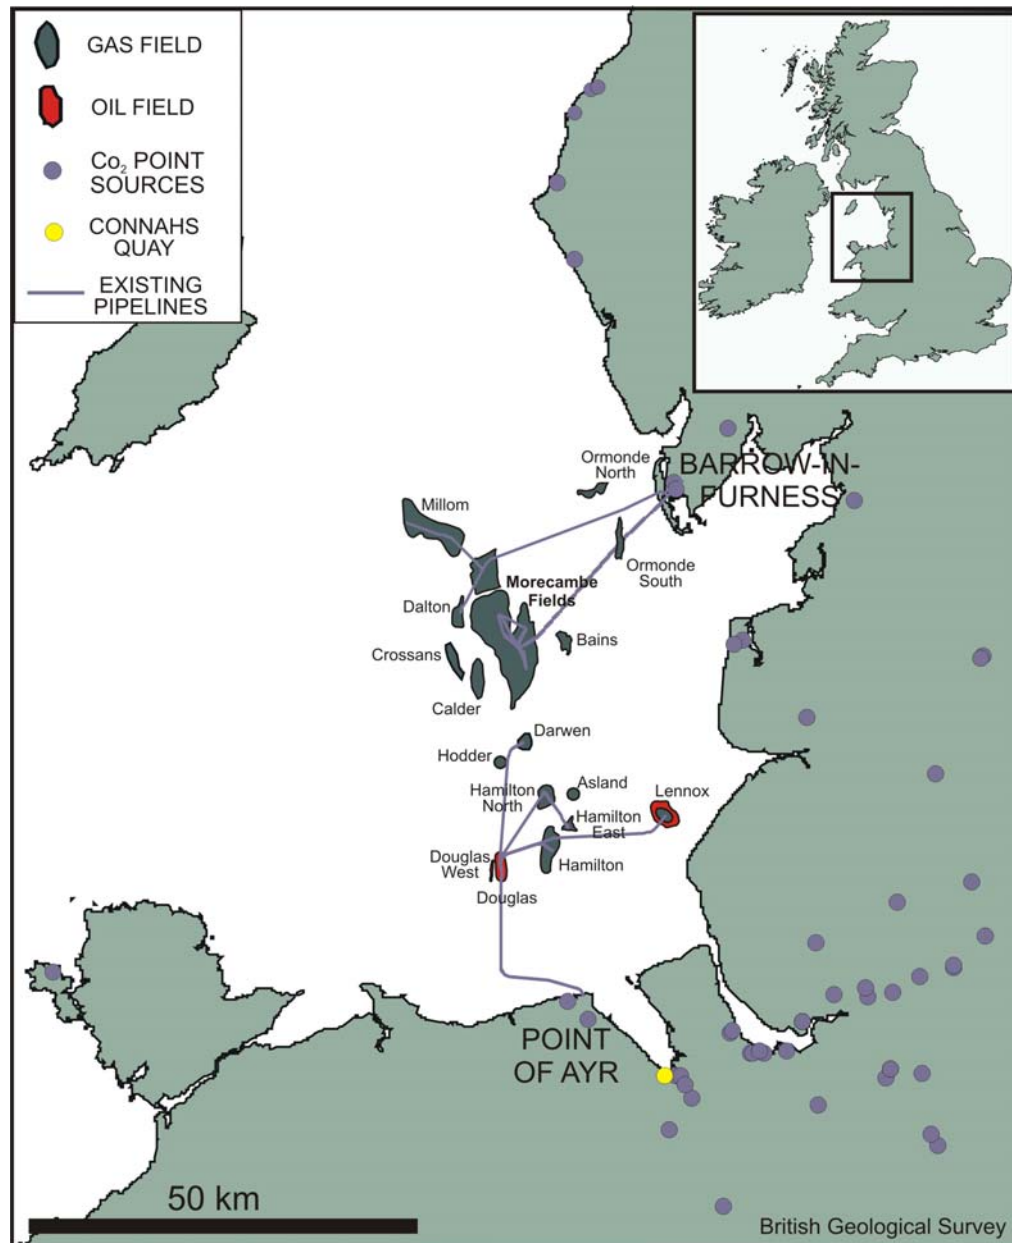 GAS FIELD
OIL FIELD
Co₂ POINT
SOURCES
CONNAHS
QUAY
EXISTING
PIPELINES
Ormonde
North
BARROW-IN-
FURNESS
Millom
Ormonde
South
Morecambe
Fields
Dalton
Bains
Crossans
Calder
Darwen
Hodder
Hamilton
North
Asland
Lennox
Hamilton
East
Douglas
West
Hamilton
Douglas
POINT
OF AYR
50 km
British Geological Survey